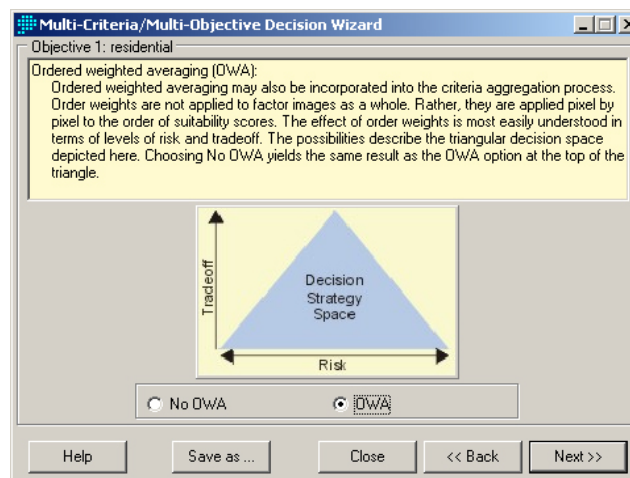 Multi-Criteria/Multi-Objective Decision Wizard
Objective 1: residential
Ordered weighted averaging (OWA):
Ordered weighted averaging may also be incorporated into the criteria aggregation process.
Order weights are not applied to factor images as a whole. Rather, they are applied pixel by
pixel to the order of suitability scores. The effect of order weights is most easily understood in
terms of levels of risk and tradeoff. The possibilities describe the triangular decision space
depicted here. Choosing No OWA yields the same result as the OWA option at the top of the
triangle.
Tradeoff
Decision
Strategy
Space
Risk
No OWA OWA
Help Save as ... Close << Back Next >>